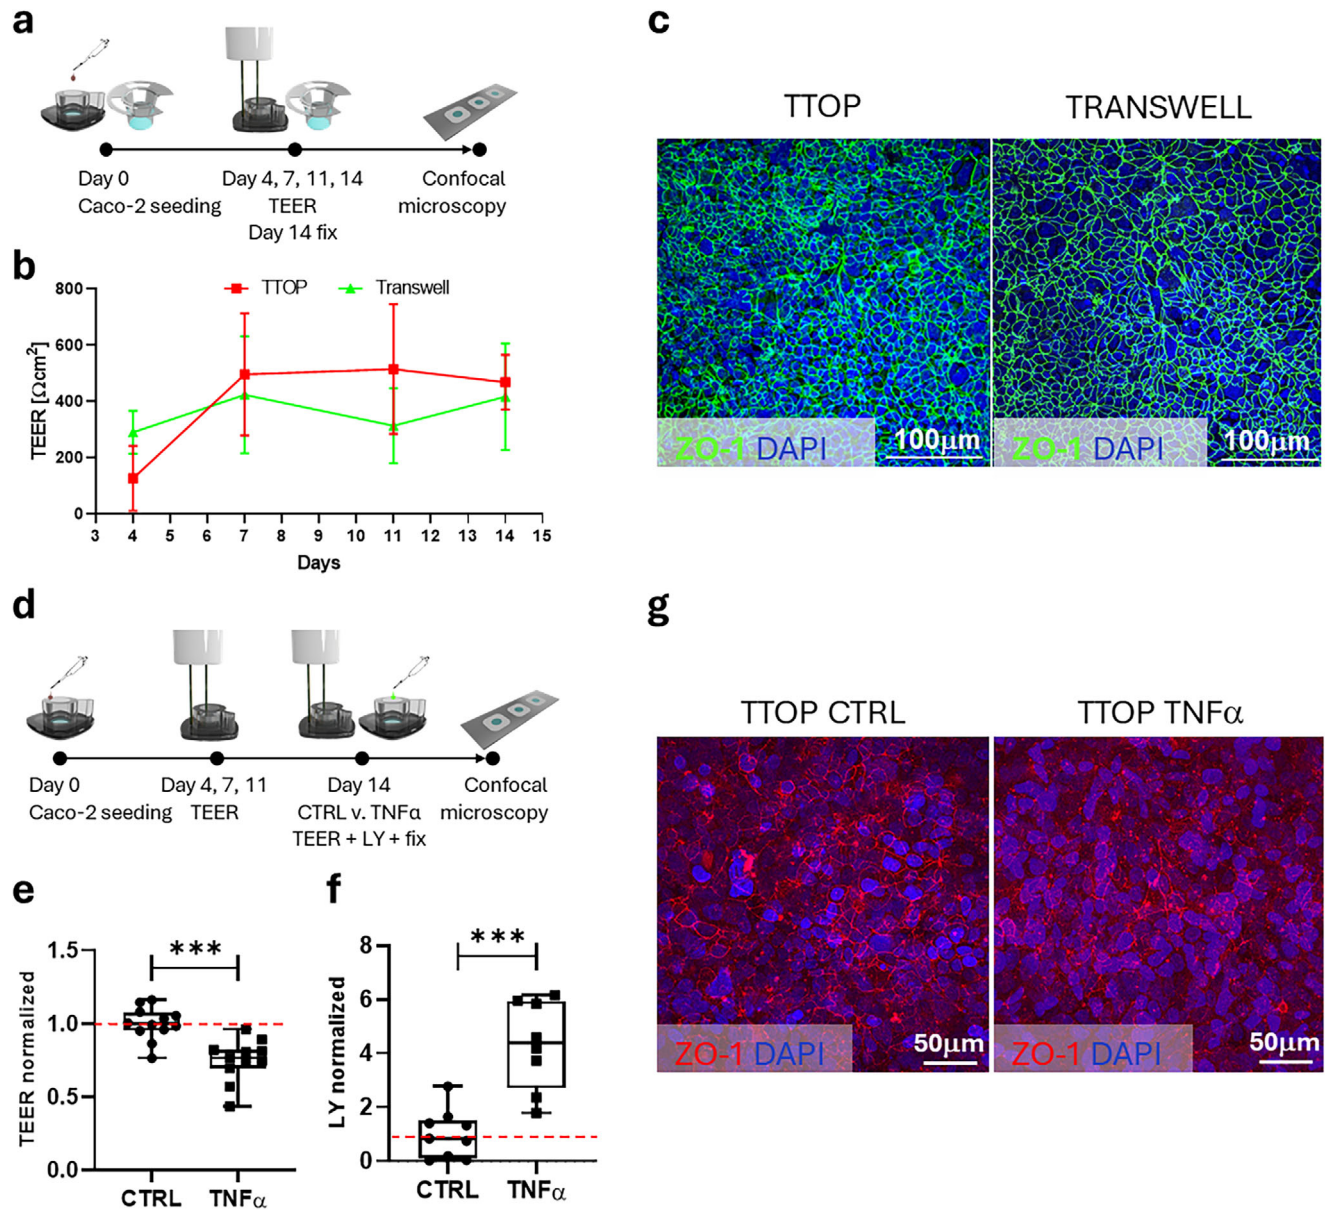 a
Day 0
Caco-2 seeding
Day 4, 7, 11, 14
TEER
Day 14 fix
Confocal
microscopy
b
TTOP
Transwell
TEER [Ωcm²]
800
600
400
200
0
3 4 5 6 7 8 9 10 11 12 13 14 15
Days
c
TTOP
TRANSWELL
ZO-1 DAPI
100μm
ZO-1 DAPI
100μm
d
Day 0
Caco-2 seeding
Day 4, 7, 11
TEER
Day 14
CTRL v. TNFα
TEER + LY + fix
Confocal
microscopy
e
TEER normalized
1.5
1.0
0.5
0.0
***
CTRL
TNFα
f
LY normalized
8
6
4
2
0
***
CTRL
TNFα
g
TTOP CTRL
TTOP TNFα
ZO-1 DAPI
50μm
ZO-1 DAPI
50μm